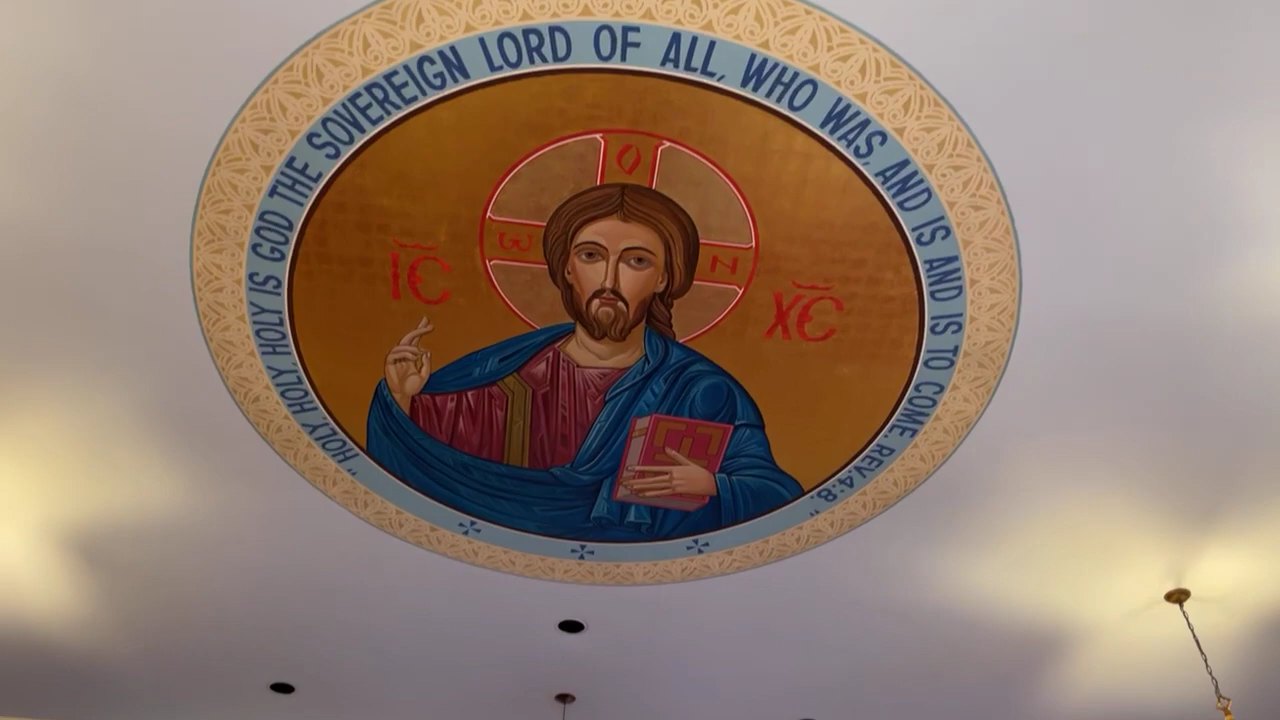 "HOLY HOLY, HOLY IS GOD THE SOVEREIGN LORD OF ALL, WHO WAS, AND IS AND IS TO COME. REV.4:8."
O
ω N
IC XC